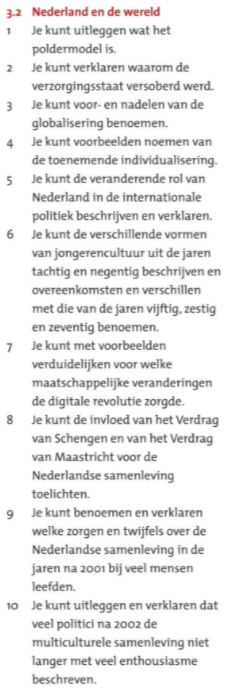 3.2 Nederland en de wereld
1 Je kunt uitleggen wat het
poldermodel is.
2 Je kunt verklaren waarom de
verzorgingsstaat versoberd werd.
3 Je kunt voor- en nadelen van de
globalisering benoemen.
4 Je kunt voorbeelden noemen van
de toenemende individualisering.
5 Je kunt de veranderende rol van
Nederland in de internationale
politiek beschrijven en verklaren.
6 Je kunt de verschillende vormen
van jongerencultuur uit de jaren
tachtig en negentig beschrijven en
overeenkomsten en verschillen
met die van de jaren vijftig, zestig
en zeventig benoemen.
7 Je kunt met voorbeelden
verduidelijken voor welke
maatschappelijke veranderingen
de digitale revolutie zorgde.
8 Je kunt de invloed van het Verdrag
van Schengen en van het Verdrag
van Maastricht voor de
Nederlandse samenleving
toelichten.
9 Je kunt benoemen en verklaren
welke zorgen en twijfels over de
Nederlandse samenleving in de
jaren na 2001 bij veel mensen
leefden.
10 Je kunt uitleggen en verklaren dat
veel politici na 2002 de
multiculturele samenleving niet
langer met veel enthousiasme
beschreven.